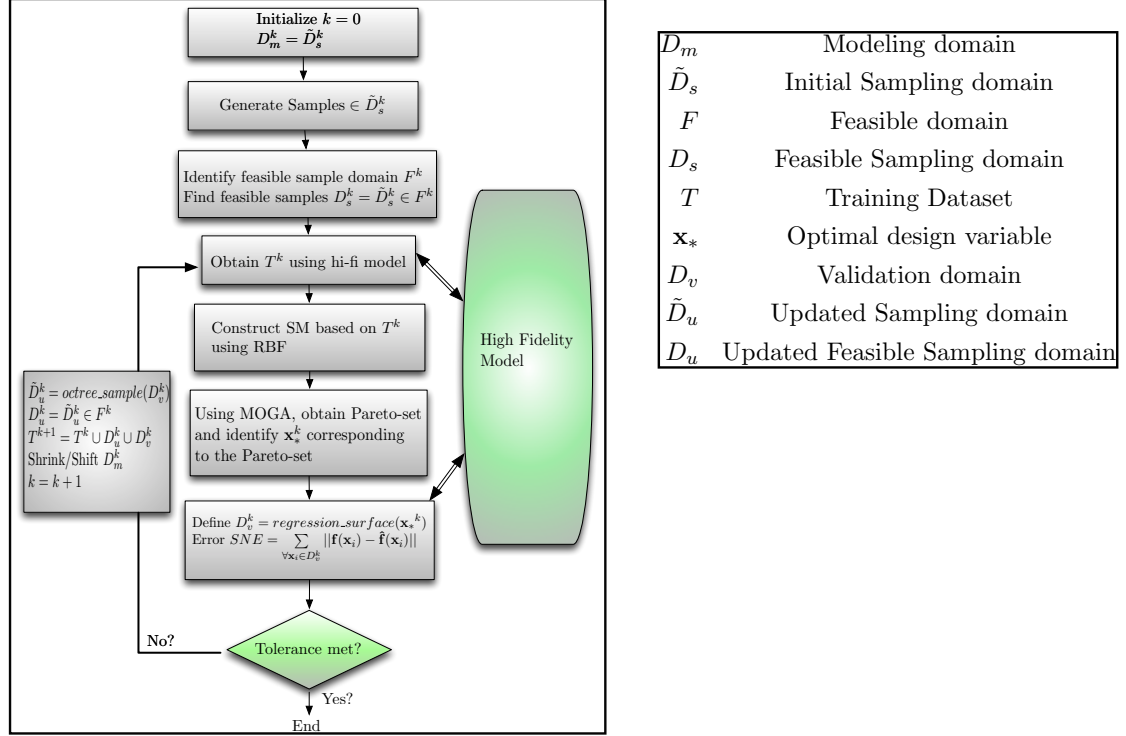 Initialize k = 0
D_m^k = D̃_s^k
Generate Samples ∈ D̃_s^k
Identify feasible sample domain F^k
Find feasible samples D_s^k = D̃_s^k ∈ F^k
Obtain T^k using hi-fi model
Construct SM based on T^k
using RBF
Using MOGA, obtain Pareto-set
and identify x_*^k corresponding
to the Pareto-set
Define D_v^k = regression_surface(x_*^k)
Error SNE = ∑ ||f(x_i) − f̂(x_i)||
∀x_i∈D_v^k
Tolerance met?
Yes?
End
No?
D̃_u^k = octree_sample(D_v^k)
D_u^k = D̃_u^k ∈ F^k
T^{k+1} = T^k ∪ D_u^k ∪ D_v^k
Shrink/Shift D_m^k
k = k + 1
High Fidelity
Model
D_m Modeling domain
D̃_s Initial Sampling domain
F Feasible domain
D_s Feasible Sampling domain
T Training Dataset
x_* Optimal design variable
D_v Validation domain
D̃_u Updated Sampling domain
D_u Updated Feasible Sampling domain